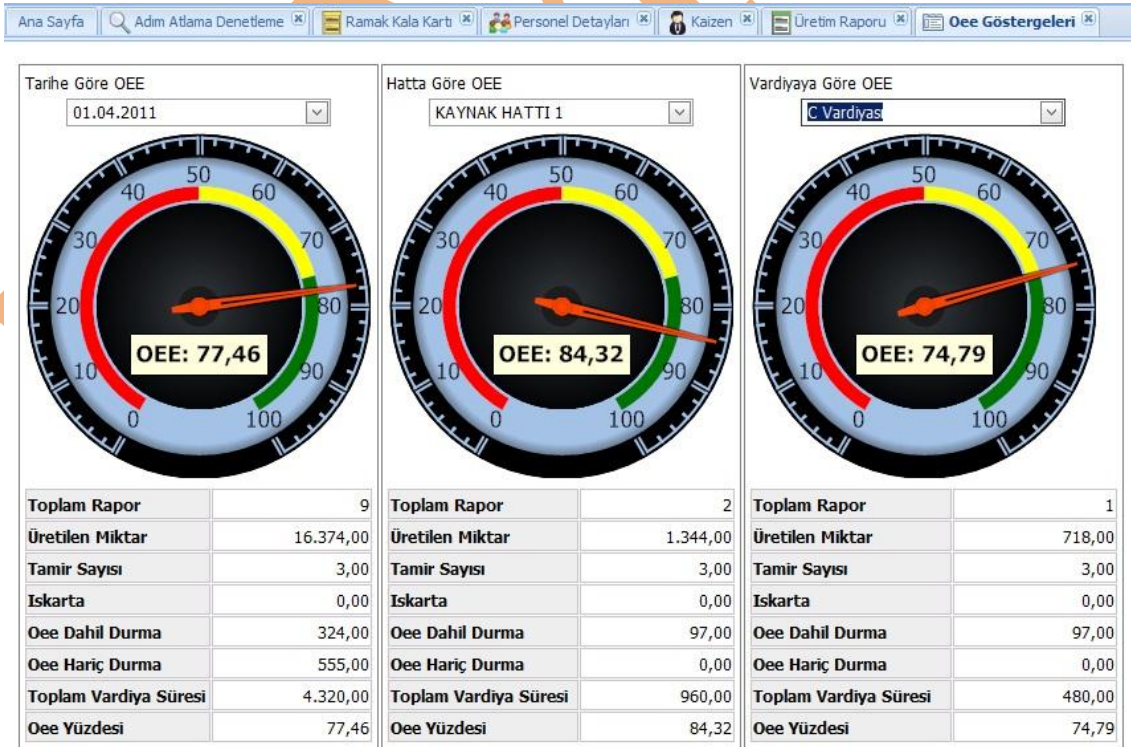 Ana Sayfa Adım Atlama Denetleme Ramak Kala Kartı Personel Detayları Kaizen Üretim Raporu Oee Göstergeleri
Tarihe Göre OEE
01.04.2011
50
40 60
30 70
20 80
OEE: 77,46
10 90
0 100
Toplam Rapor 9
Üretilen Miktar 16.374,00
Tamir Sayısı 3,00
Iskarta 0,00
Oee Dahil Durma 324,00
Oee Hariç Durma 555,00
Toplam Vardiya Süresi 4.320,00
Oee Yüzdesi 77,46
Hatta Göre OEE
KAYNAK HATTI 1
50
40 60
30 70
20 80
OEE: 84,32
10 90
0 100
Toplam Rapor 2
Üretilen Miktar 1.344,00
Tamir Sayısı 3,00
Iskarta 0,00
Oee Dahil Durma 97,00
Oee Hariç Durma 0,00
Toplam Vardiya Süresi 960,00
Oee Yüzdesi 84,32
Vardiyaya Göre OEE
C Vardiyası
50
40 60
30 70
20 80
OEE: 74,79
10 90
0 100
Toplam Rapor 1
Üretilen Miktar 718,00
Tamir Sayısı 3,00
Iskarta 0,00
Oee Dahil Durma 97,00
Oee Hariç Durma 0,00
Toplam Vardiya Süresi 480,00
Oee Yüzdesi 74,79